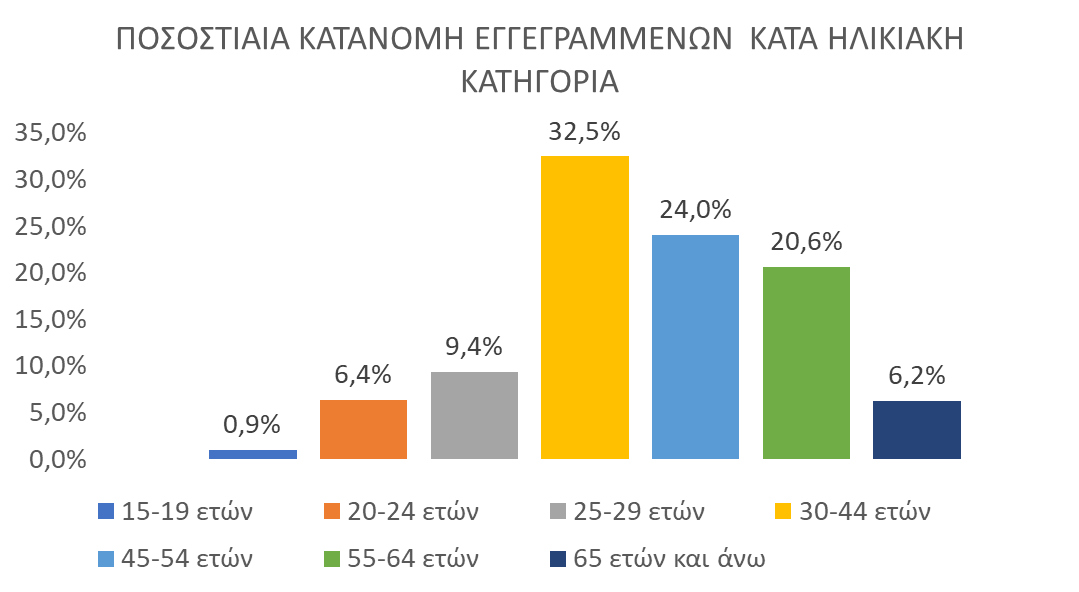 ΠΟΣΟΣΤΙΑΙΑ ΚΑΤΑΝΟΜΗ ΕΓΓΕΓΡΑΜΜΕΝΩΝ  ΚΑΤΑ ΗΛΙΚΙΑΚΗ
ΚΑΤΗΓΟΡΙΑ
35,0%
30,0%
25,0%
20,0%
15,0%
10,0%
5,0%
0,0%
0,9%
6,4%
9,4%
32,5%
24,0%
20,6%
6,2%
15-19 ετών
20-24 ετών
25-29 ετών
30-44 ετών
45-54 ετών
55-64 ετών
65 ετών και άνω